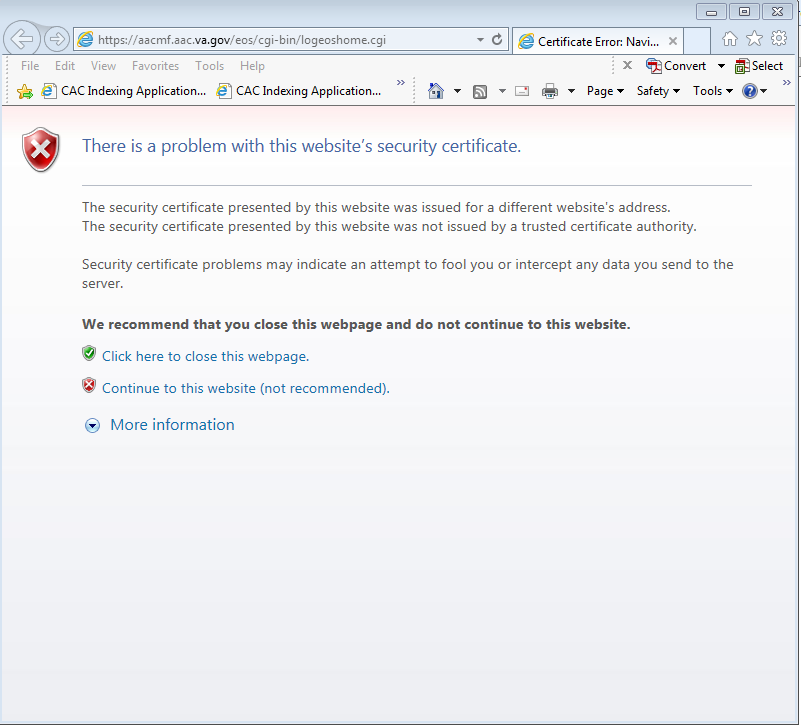 https://aacmf.aac.va.gov/eos/cgi-bin/logeoshome.cgi
Certificate Error: Navi...
File Edit View Favorites Tools Help
Convert Select
CAC Indexing Application... CAC Indexing Application...
Page Safety Tools
There is a problem with this website's security certificate.
The security certificate presented by this website was issued for a different website's address.
The security certificate presented by this website was not issued by a trusted certificate authority.
Security certificate problems may indicate an attempt to fool you or intercept any data you send to the
server.
We recommend that you close this webpage and do not continue to this website.
Click here to close this webpage.
Continue to this website (not recommended).
More information